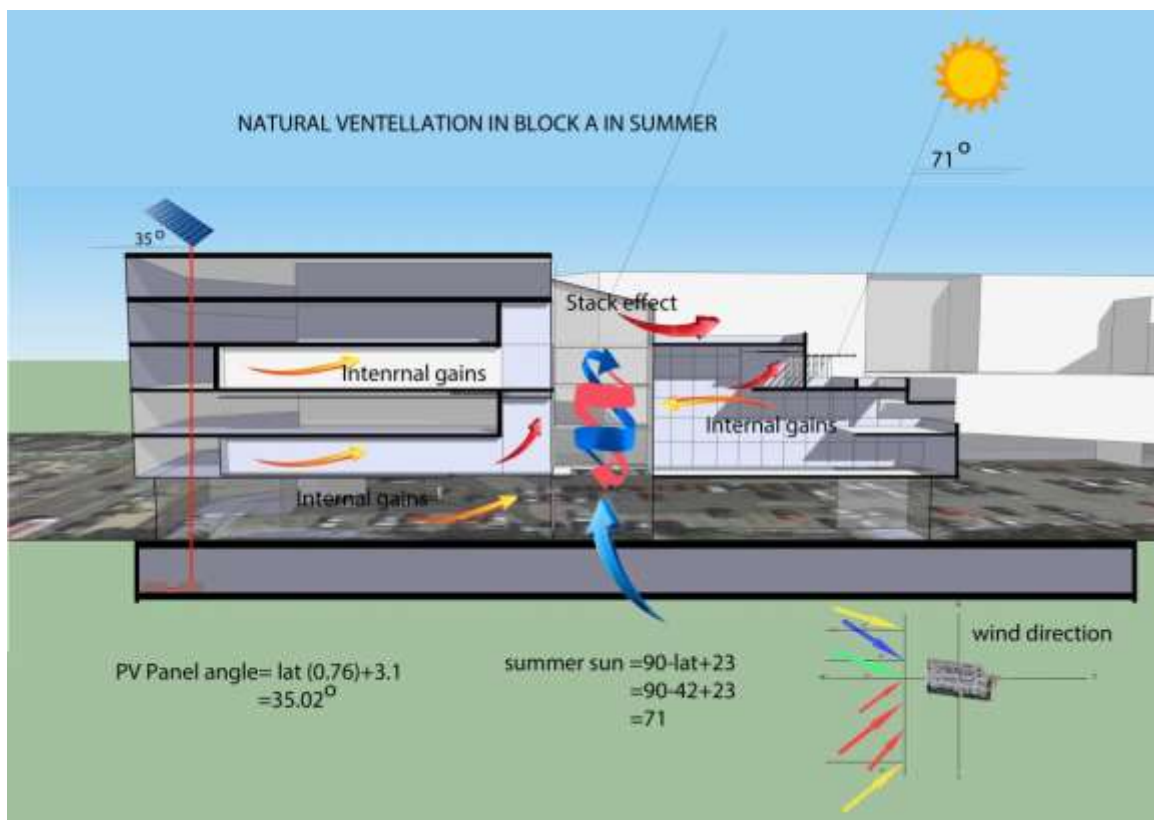 NATURAL VENTELLATION IN BLOCK A IN SUMMER
71°
35°
Stack effect
Intenrnal gains
Internal gains
Internal gains
wind direction
PV Panel angle= lat (0.76)+3.1
=35.02°
summer sun =90-lat+23
=90-42+23
=71